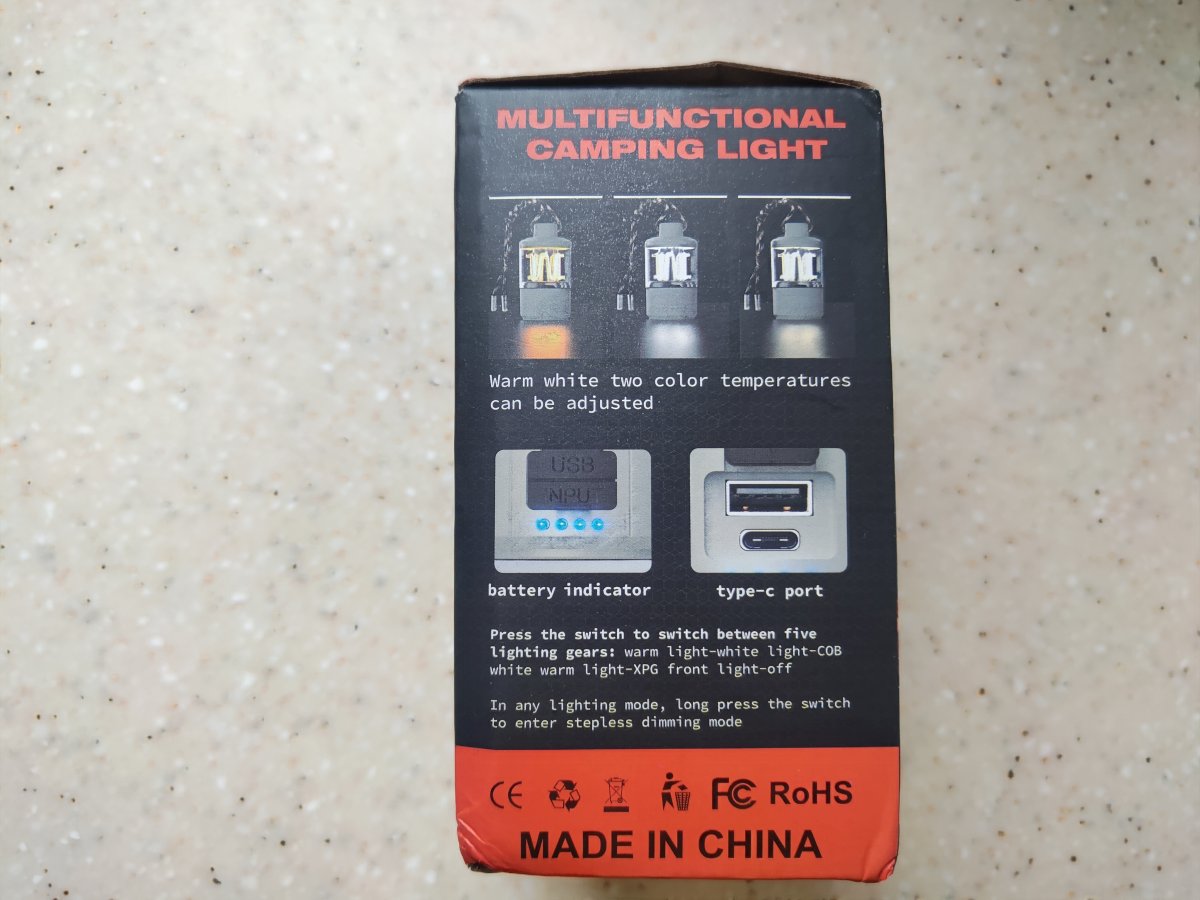 MULTIFUNCTIONAL
CAMPING LIGHT
Warm white two color temperatures
can be adjusted
USB
NPU
battery indicator
type-c port
Press the switch to switch between five
lighting gears: warm light-white light-COB
white warm light-XPG front light-off
In any lighting mode, long press the switch
to enter stepless dimming mode
CE
FC RoHS
MADE IN CHINA